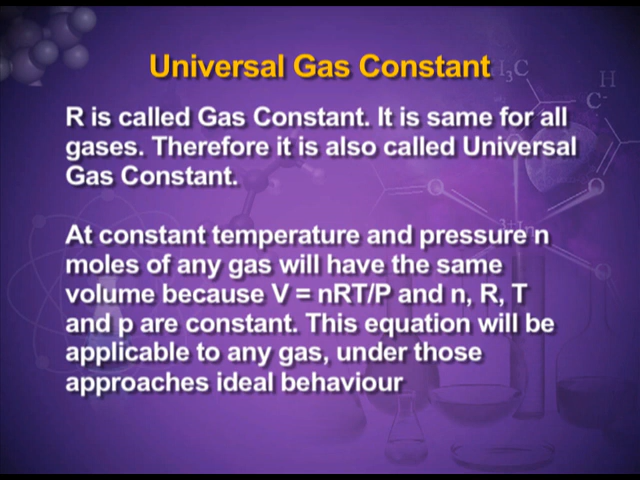 Universal Gas Constant
R is called Gas Constant. It is same for all
gases. Therefore it is also called Universal
Gas Constant.
At constant temperature and pressure n
moles of any gas will have the same
volume because V = nRT/P and n, R, T
and p are constant. This equation will be
applicable to any gas, under those
approaches ideal behaviour
H₃C
H
C